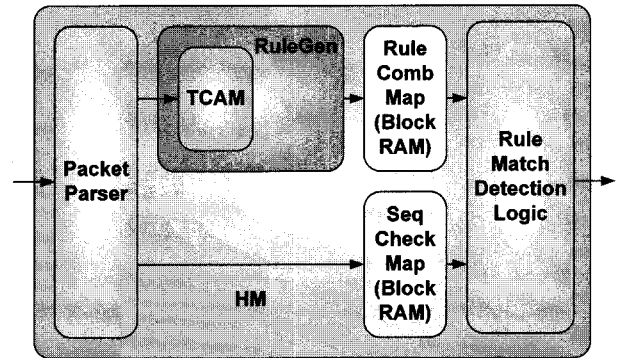 Packet
Parser
RuleGen
TCAM
Rule
Comb
Map
(Block
RAM)
Seq
Check
Map
(Block
RAM)
HM
Rule
Match
Detection
Logic